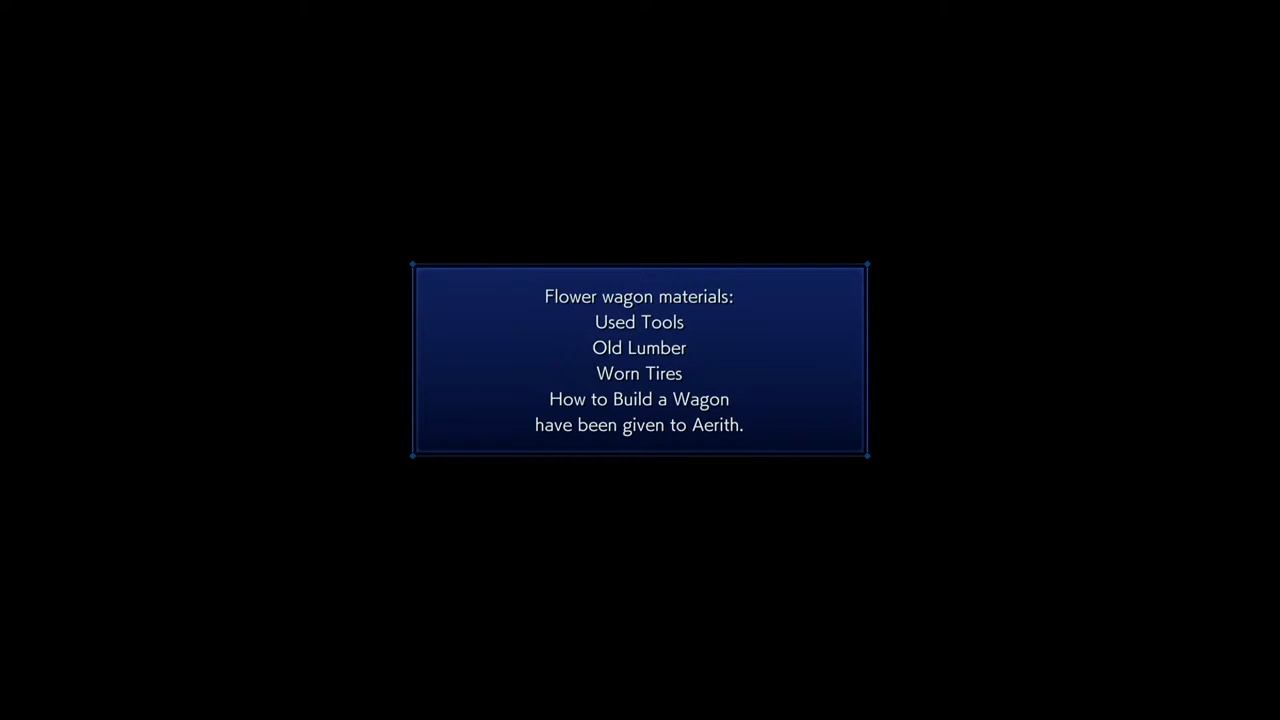 Flower wagon materials:
Used Tools
Old Lumber
Worn Tires
How to Build a Wagon
have been given to Aerith.